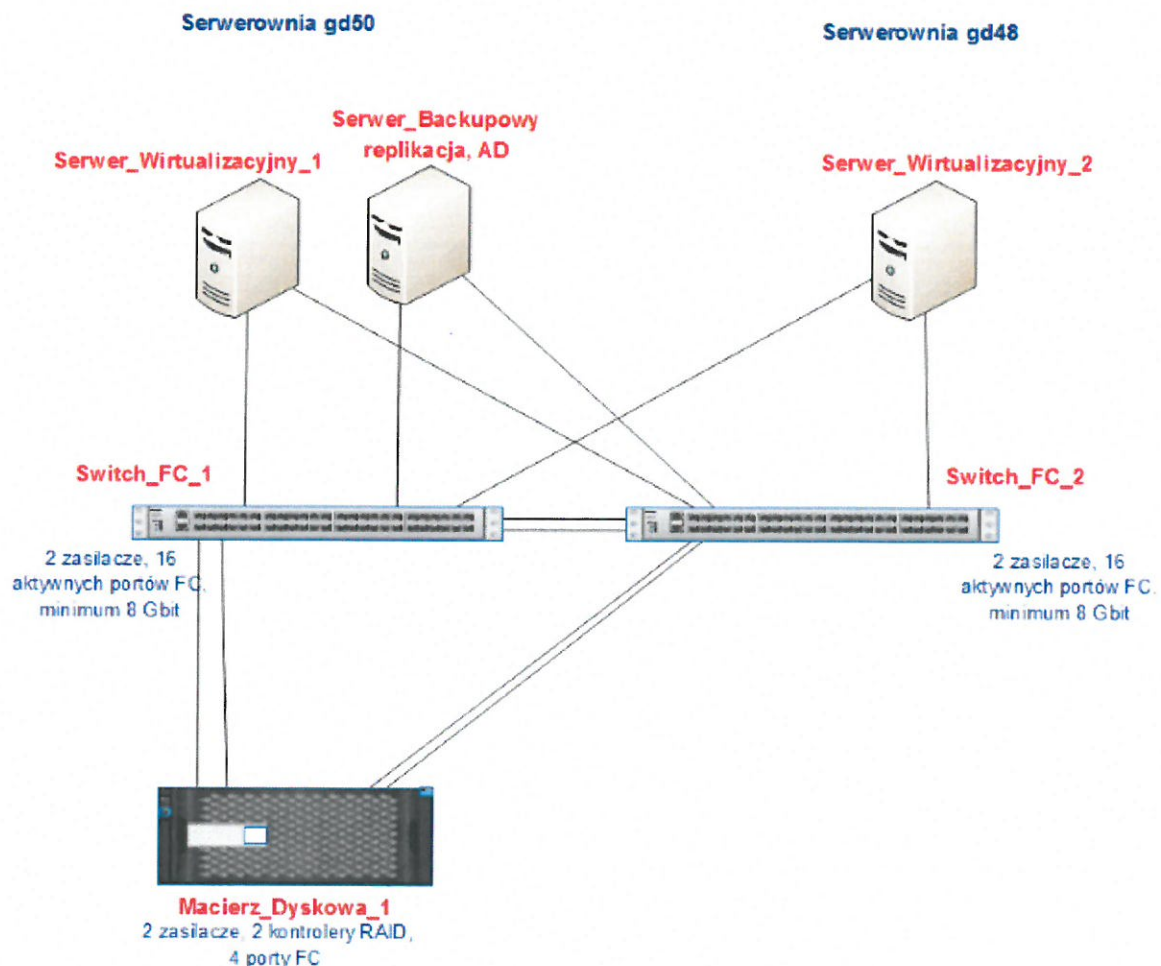 Serwerownia gd50
Serwerownia gd48
Serwer_Backupowy
replikacja, AD
Serwer_Wirtualizacyjny_1
Serwer_Wirtualizacyjny_2
Switch_FC_1
Switch_FC_2
2 zasilacze, 16
aktywnych portów FC,
minimum 8 Gbit
2 zasilacze, 16
aktywnych portów FC,
minimum 8 Gbit
Macierz_Dyskowa_1
2 zasilacze, 2 kontrolery RAID,
4 porty FC